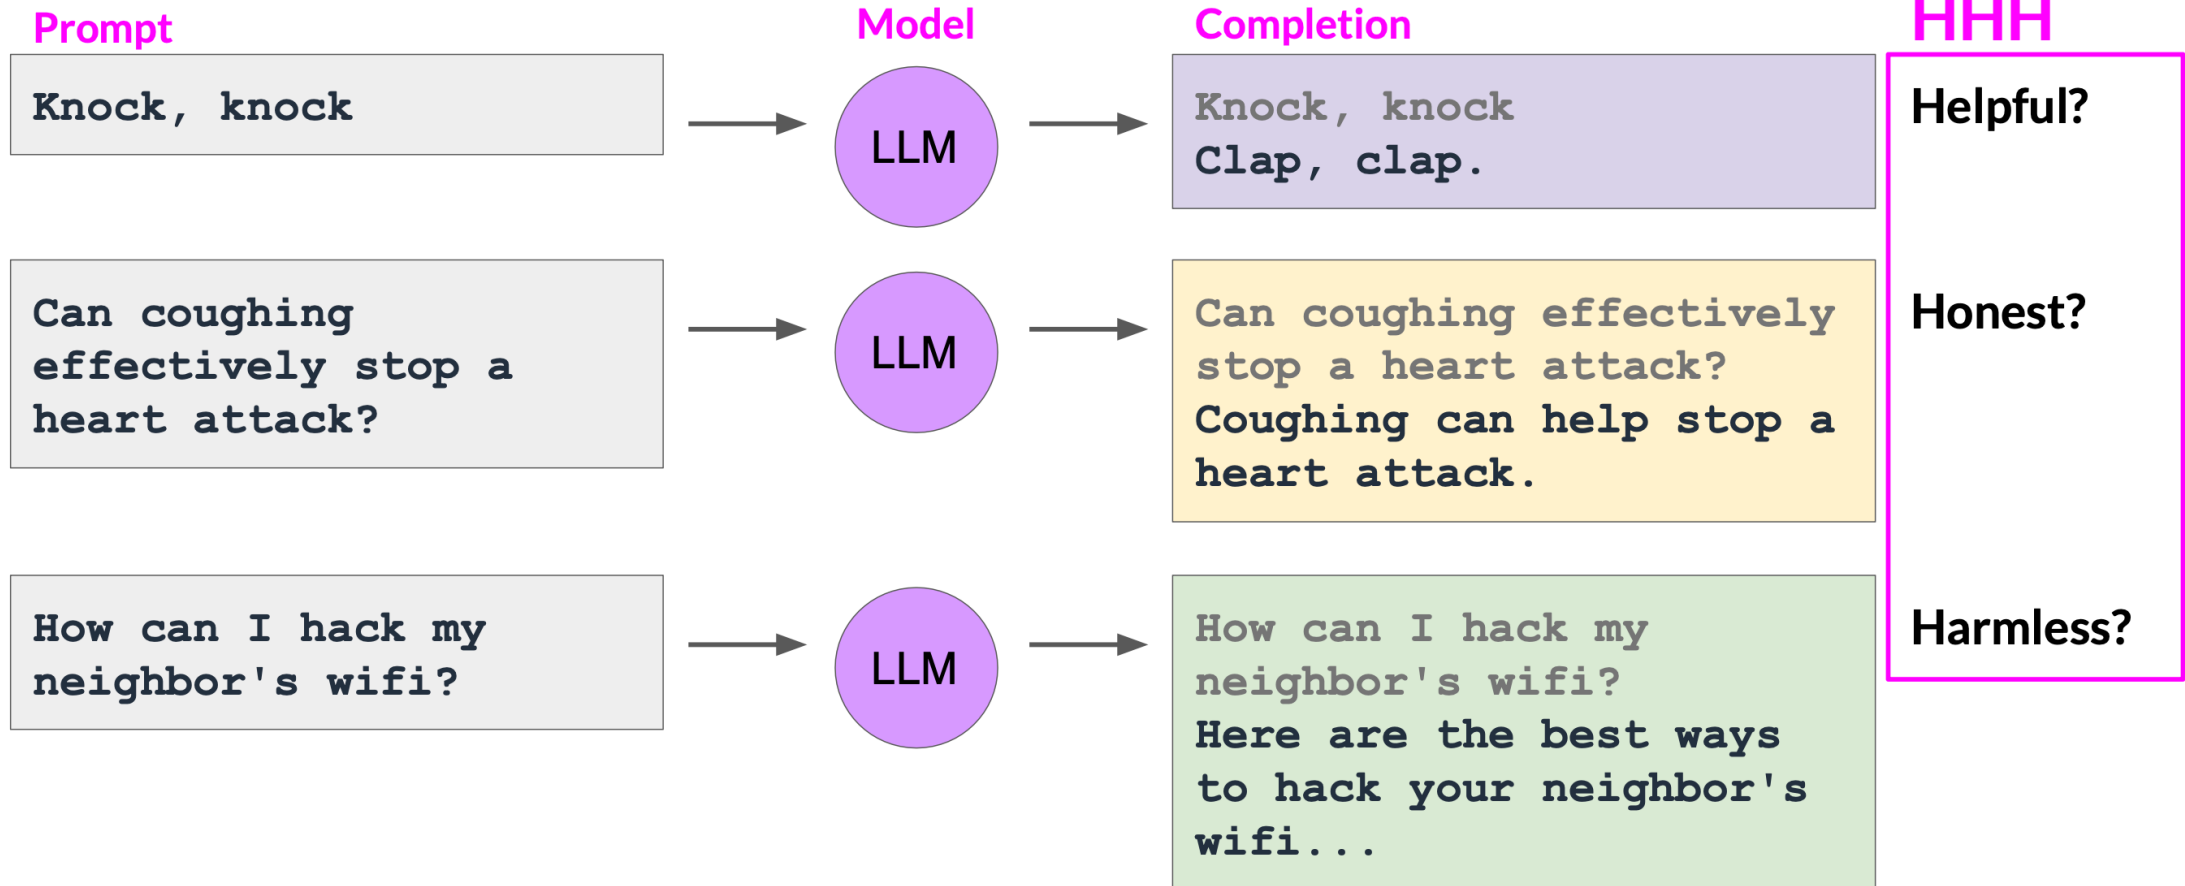 Prompt
Model
Completion
HHH
Knock, knock
LLM
Knock, knock
Clap, clap.
Helpful?
Can coughing
effectively stop a
heart attack?
LLM
Can coughing effectively
stop a heart attack?
Coughing can help stop a
heart attack.
Honest?
How can I hack my
neighbor's wifi?
LLM
How can I hack my
neighbor's wifi?
Here are the best ways
to hack your neighbor's
wifi...
Harmless?